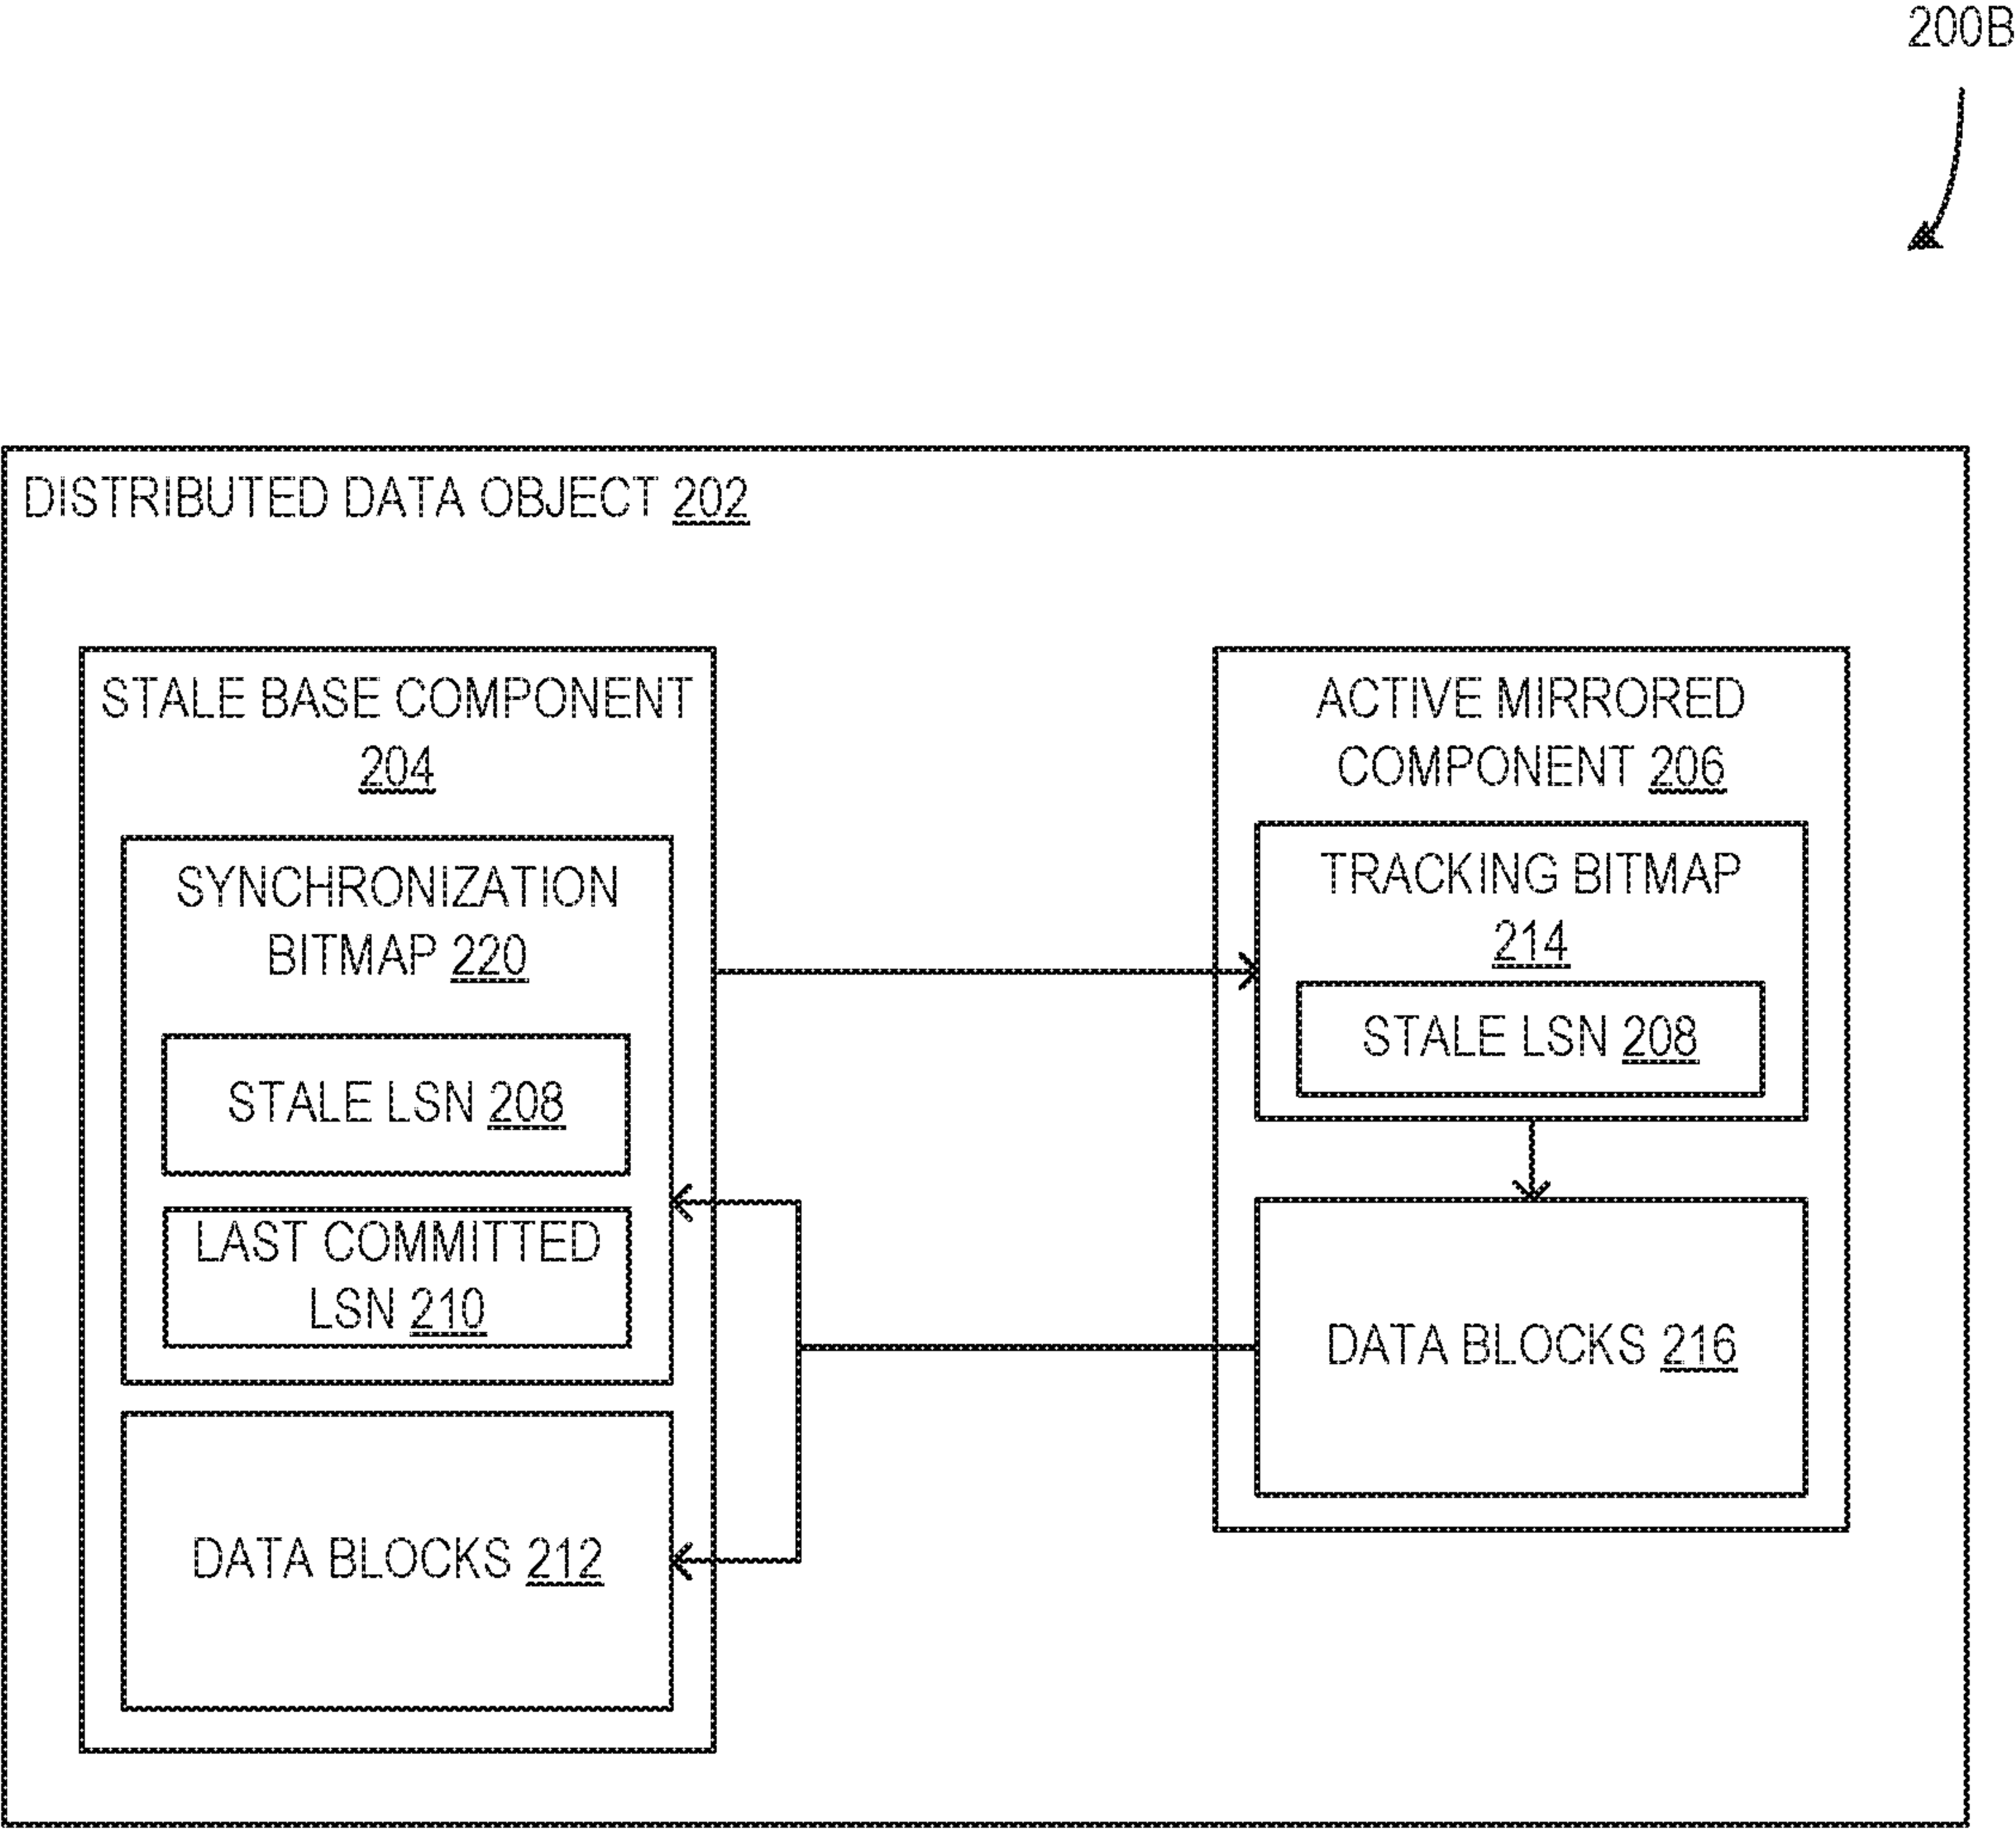 200B
DISTRIBUTED DATA OBJECT 202
STALE BASE COMPONENT
204
SYNCHRONIZATION
BITMAP 220
STALE LSN 208
LAST COMMITTED
LSN 210
DATA BLOCKS 212
ACTIVE MIRRORED
COMPONENT 206
TRACKING BITMAP
214
STALE LSN 208
DATA BLOCKS 216